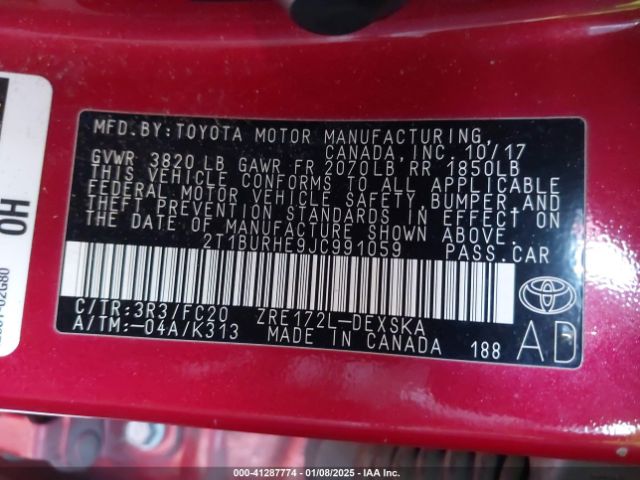 MFD. BY: TOYOTA MOTOR MANUFACTURING
CANADA, INC. 10/17
GVWR 3820 LB GAWR FR 2070LB RR 1850LB
THIS VEHICLE CONFORMS TO ALL APPLICABLE
FEDERAL MOTOR VEHICLE SAFETY, BUMPER, AND
THEFT PREVENTION STANDARDS IN EFFECT ON
THE DATE OF MANUFACTURE SHOWN ABOVE.
2T1BURHE9JC991059 PASS. CAR
C/TR:3R3/FC20 ZRE172L-DEXSKA
A/TM:-04A/K313 MADE IN CANADA 188
AD
OH
000-41287774 | 01/08/2025 | IAA Inc.